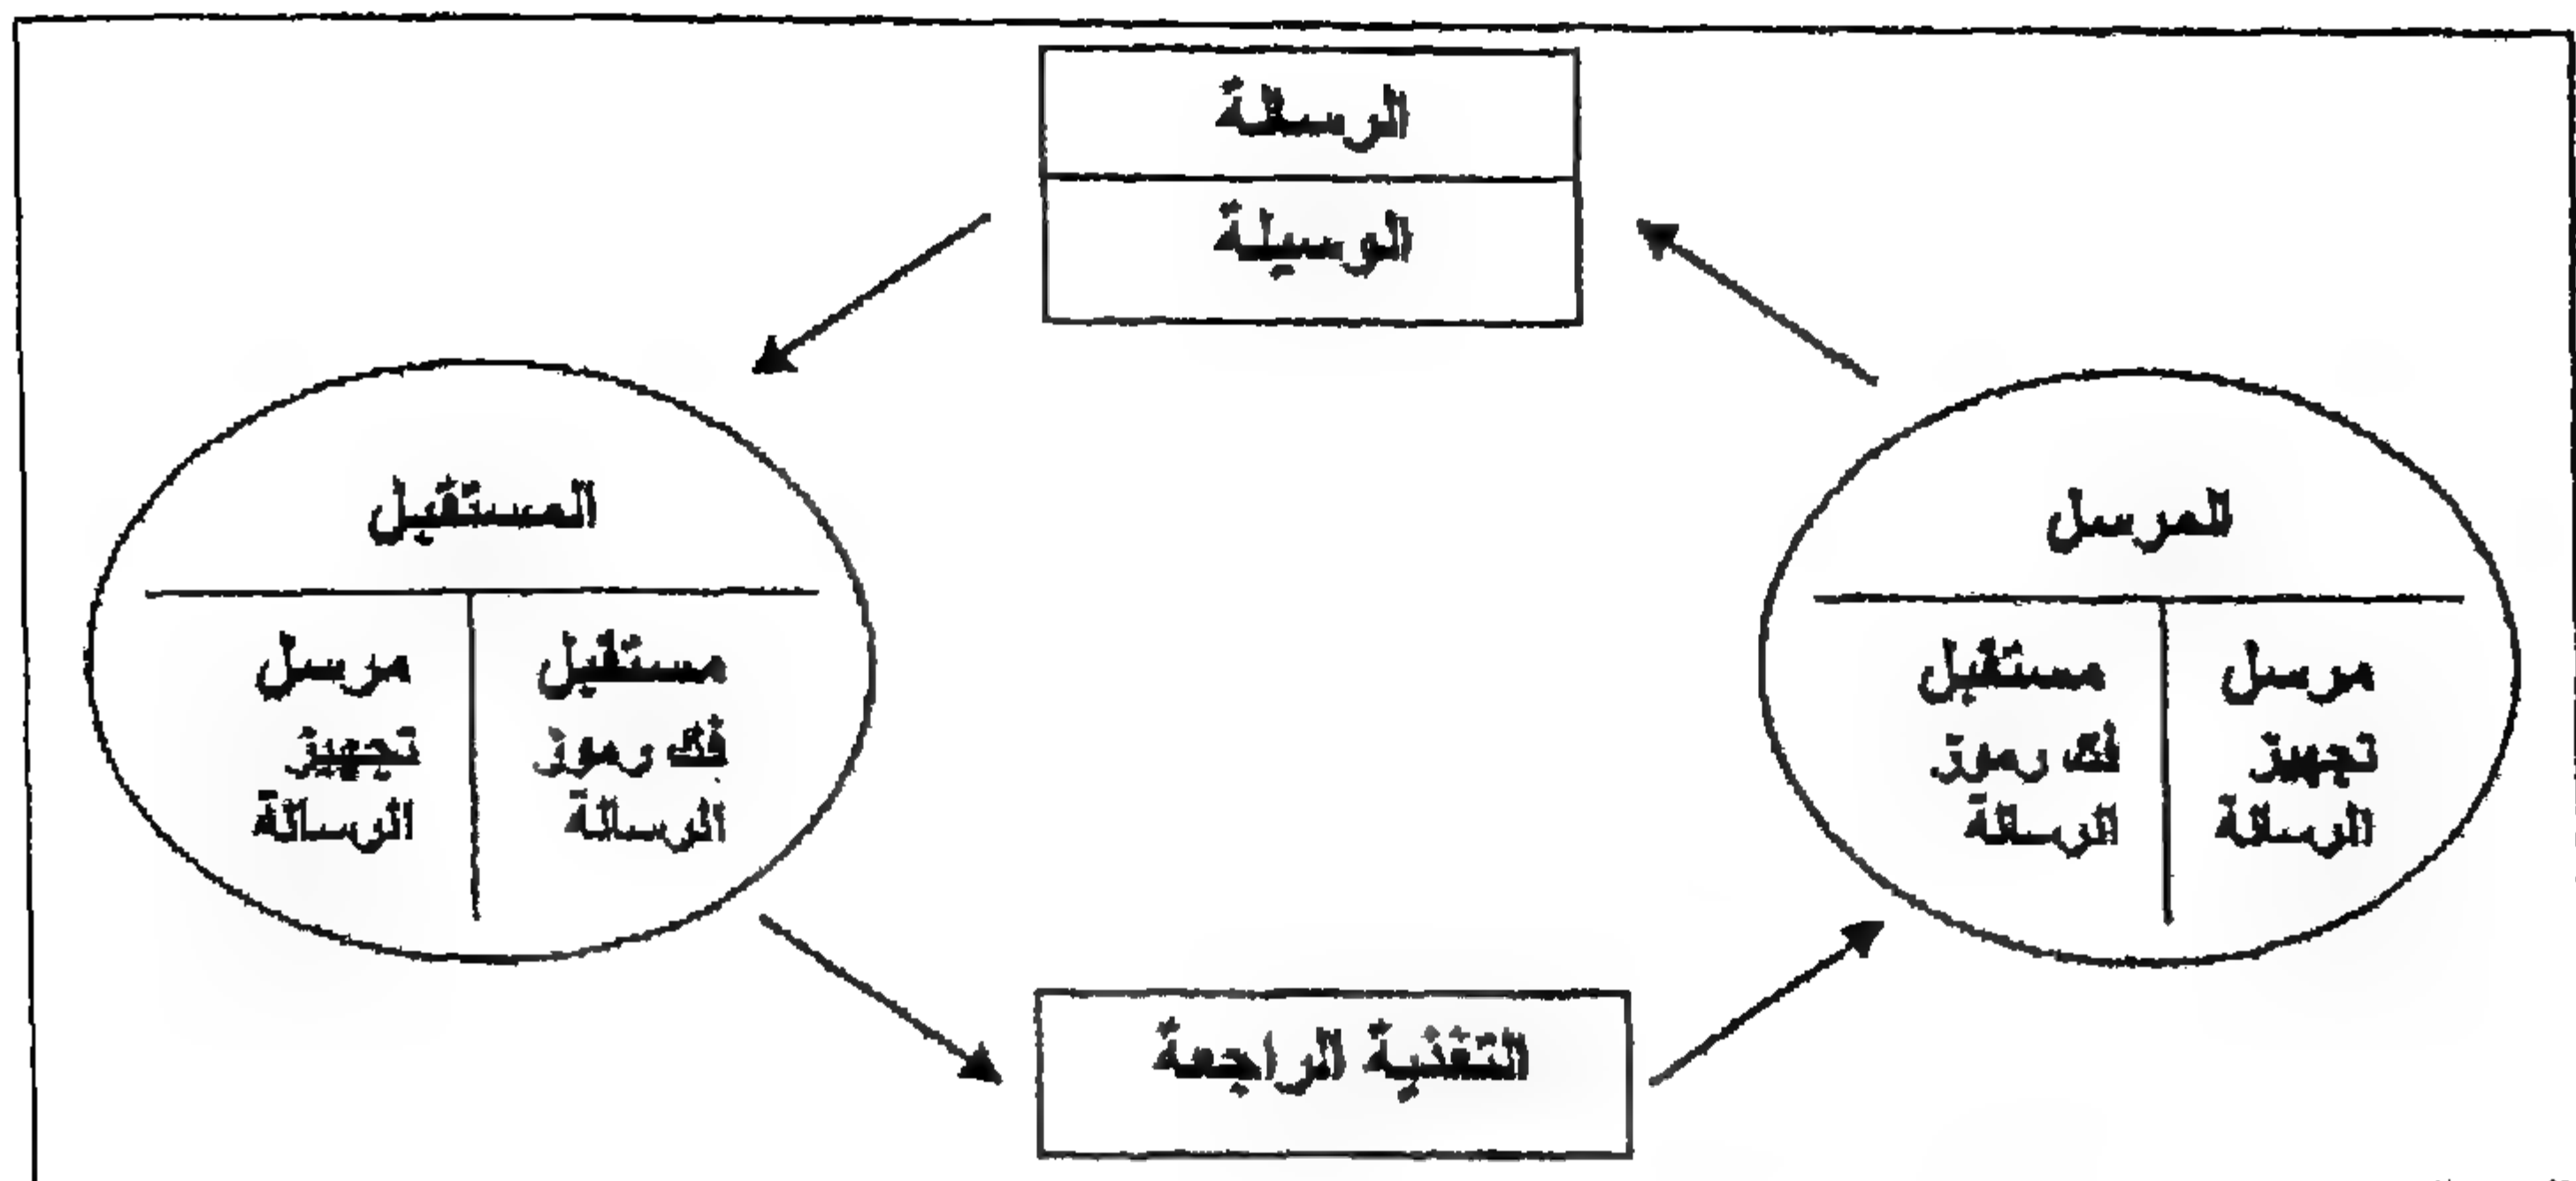 الرسالة
الوسيلة
المرسل
مرسل
تجهيز
الرسالة
مستقبل
فك رموز
الرسالة
المستقبل
مستقبل
فك رموز
الرسالة
مرسل
تجهيز
الرسالة
التغذية الراجعة